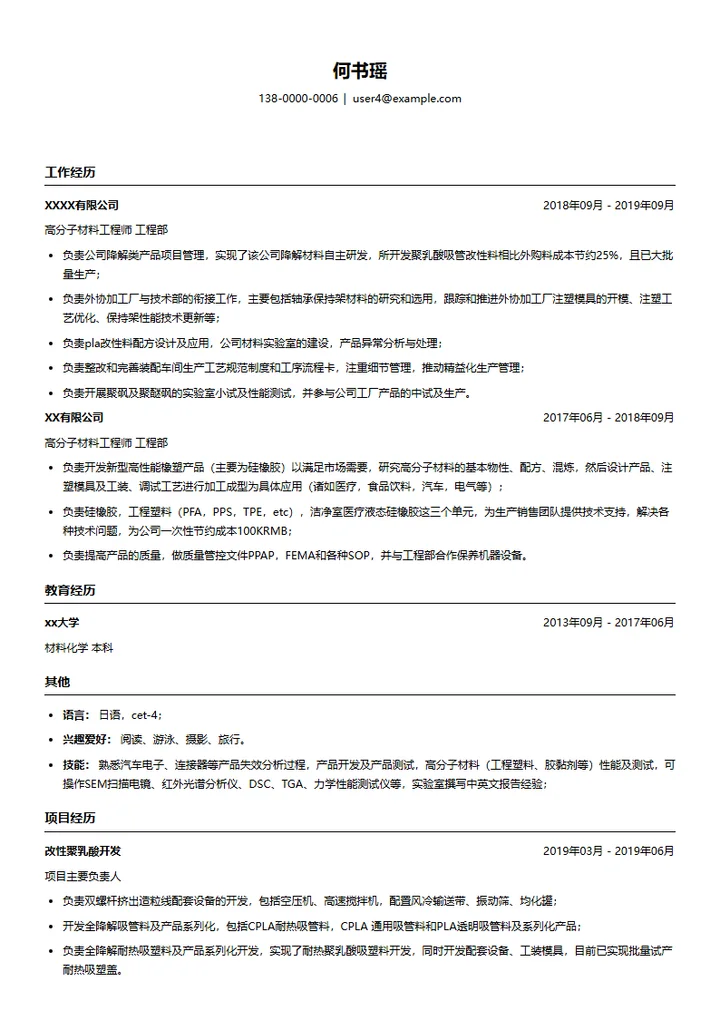 何书瑶
138-0000-0006 | user4@example.com
工作经历
XXXX有限公司 2018年09月 - 2019年09月
高分子材料工程师 工程部
• 负责公司降解类产品项目管理，实现了该公司降解材料自主研发，所开发聚乳酸吸管改性料相比外购料成本节约25%，且已大批
量生产；
• 负责外协加工厂与技术部的衔接工作，主要包括轴承保持架材料的研究和选用，跟踪和推进外协加工厂注塑模具的开模、注塑工
艺优化、保持架性能技术更新等；
• 负责pla改性料配方设计及应用，公司材料实验室的建设，产品异常分析与处理；
• 负责整改和完善装配车间生产工艺规范制度和工序流程卡，注重细节管理，推动精益化生产管理；
• 负责开展聚砜及聚醚砜的实验室小试及性能测试，并参与公司工厂产品的中试及生产。
XX有限公司 2017年06月 - 2018年09月
高分子材料工程师 工程部
• 负责开发新型高性能橡塑产品（主要为硅橡胶）以满足市场需要，研究高分子材料的基本物性、配方、混炼，然后设计产品、注
塑模具及工装、调试工艺进行加工成型为具体应用（诸如医疗，食品饮料，汽车，电气等）；
• 负责硅橡胶，工程塑料（PFA，PPS，TPE，etc），洁净室医疗液态硅橡胶这三个单元，为生产销售团队提供技术支持，解决各
种技术问题，为公司一次性节约成本100KRMB；
• 负责提高产品的质量，做质量管控文件PPAP，FEMA和各种SOP，并与工程部合作保养机器设备。
教育经历
xx大学 2013年09月 - 2017年06月
材料化学 本科
其他
• 语言： 日语，cet-4；
• 兴趣爱好： 阅读、游泳、摄影、旅行。
• 技能： 熟悉汽车电子、连接器等产品失效分析过程，产品开发及产品测试，高分子材料（工程塑料、胶黏剂等）性能及测试，可
操作SEM扫描电镜、红外光谱分析仪、DSC、TGA、力学性能测试仪等，实验室撰写中英文报告经验；
项目经历
改性聚乳酸开发 2019年03月 - 2019年06月
项目主要负责人
• 负责双螺杆挤出造粒线配套设备的开发，包括空压机、高速搅拌机，配置风冷输送带、振动筛、均化罐；
• 开发全降解吸管料及产品系列化，包括CPLA耐热吸管料，CPLA 通用吸管料和PLA透明吸管料及系列化产品；
• 负责全降解耐热吸塑料及产品系列化开发，实现了耐热聚乳酸吸塑料开发，同时开发配套设备、工装模具，目前已实现批量试产
耐热吸塑盖。